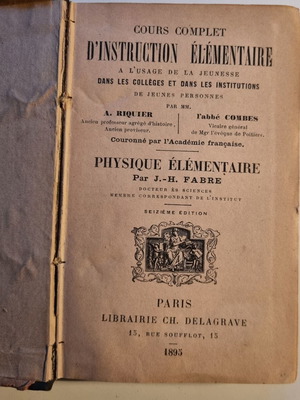 COURS COMPLET
D'INSTRUCTION ÉLÉMENTAIRE
A L'USAGE DE LA JEUNESSE
DANS LES COLLÈGES ET DANS LES INSTITUTIONS
DE JEUNES PERSONNES
PAR MM.
A. RIQUIER
Ancien professeur agrégé d'histoire,
Ancien proviseur.
l'abbé COMBES
Vicaire général
de Mgr l'évêque de Poitiers.
Couronné par l'Académie française.
PHYSIQUE ÉLÉMENTAIRE
Par J.-H. FABRE
DOCTEUR ÈS SCIENCES
MEMBRE CORRESPONDANT DE L'INSTITUT
SEIZIÈME ÉDITION
PARIS
LIBRAIRIE CH. DELAGRAVE
15, RUE SOUFFLOT, 15
1895